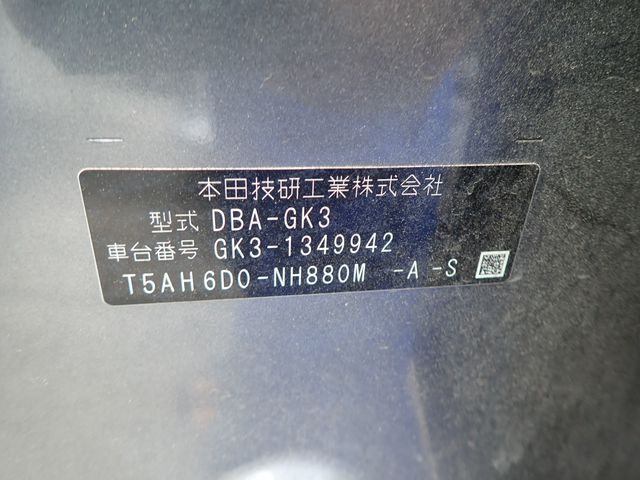 本田技研工業株式会社
型式 DBA-GK3
車台番号 GK3-1349942
T5AH6D0-NH880M -A-S